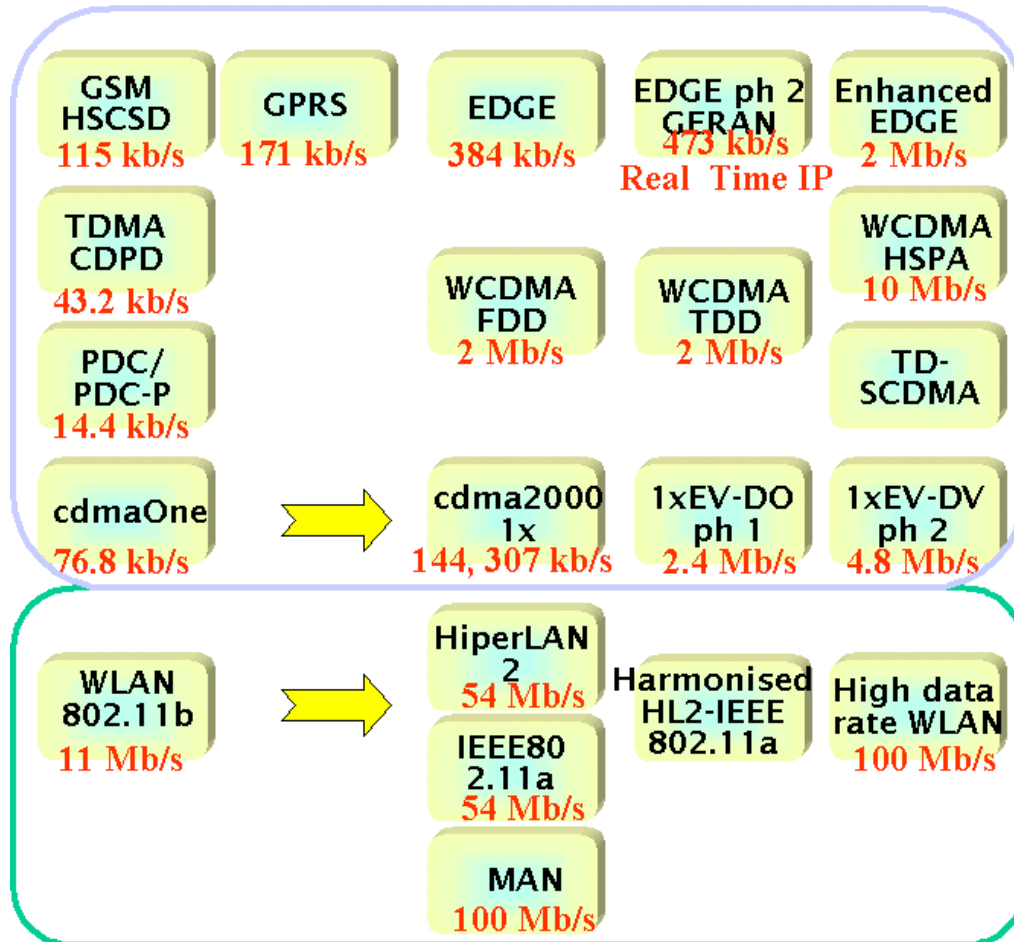 GSM
HSCSD
115 kb/s
GPRS
171 kb/s
EDGE
384 kb/s
EDGE ph 2
GERAN
473 kb/s
Real Time IP
Enhanced
EDGE
2 Mb/s
TDMA
CDPD
43.2 kb/s
WCDMA
FDD
2 Mb/s
WCDMA
TDD
2 Mb/s
WCDMA
HSPA
10 Mb/s
PDC/
PDC-P
14.4 kb/s
TD-
SCDMA
cdmaOne
76.8 kb/s
cdma2000
1x
144, 307 kb/s
1xEV-DO
ph 1
2.4 Mb/s
1xEV-DV
ph 2
4.8 Mb/s
WLAN
802.11b
11 Mb/s
HiperLAN
2
54 Mb/s
IEEE80
2.11a
54 Mb/s
MAN
100 Mb/s
Harmonised
HL2-IEEE
802.11a
High data
rate WLAN
100 Mb/s